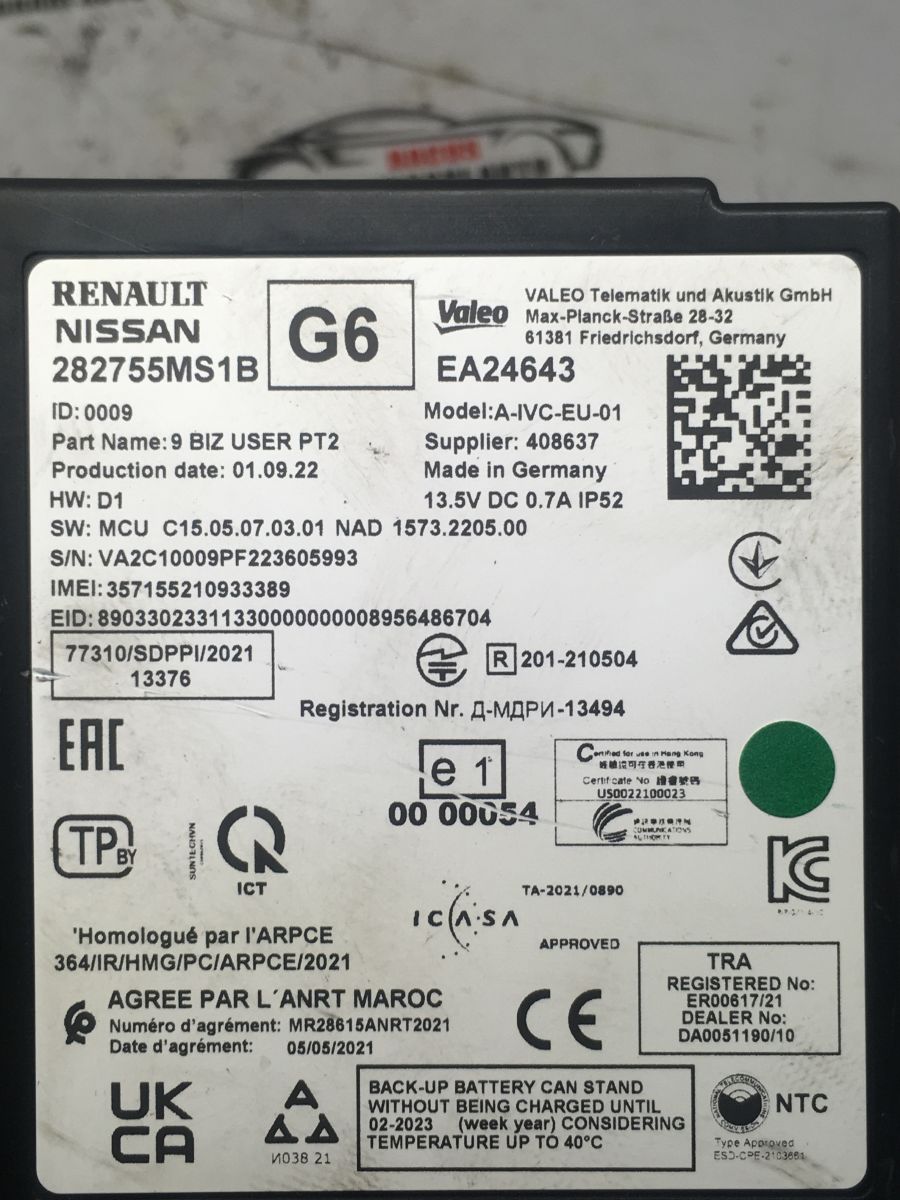 RENAULT
NISSAN
282755MS1B
G6
Valeo
VALEO Telematik und Akustik GmbH
Max-Planck-Straße 28-32
61381 Friedrichsdorf, Germany
EA24643
ID: 0009
Model:A-IVC-EU-01
Part Name: 9 BIZ USER PT2
Supplier: 408637
Production date: 01.09.22
Made in Germany
HW: D1
13.5V DC 0.7A IP52
SW: MCU C15.05.07.03.01 NAD 1573.2205.00
S/N: VA2C10009PF223605993
IMEI: 357155210933389
EID: 89033023311330000000008956486704
77310/SDPPI/2021
13376
R 201-210504
Registration Nr. Д-МДРИ-13494
EAC
e 1
00 00054
Certified for use in Hong Kong
Certificate No.
US0022100023
COMMUNICATIONS
AUTHORITY
TP BY
SUNTECHVN
ICT
KC
ICASA
TA-2021/0890
APPROVED
'Homologué par l'ARPCE
364/IR/HMG/PC/ARPCE/2021
AGREE PAR L´ANRT MAROC
Numéro d'agrément: MR28615ANRT2021
Date d'agrément: 05/05/2021
CE
TRA
REGISTERED No:
ER00617/21
DEALER No:
DA0051190/10
UK
CA
И038 21
BACK-UP BATTERY CAN STAND
WITHOUT BEING CHARGED UNTIL
02-2023 (week year) CONSIDERING
TEMPERATURE UP TO 40°C
NTC
Type Approved